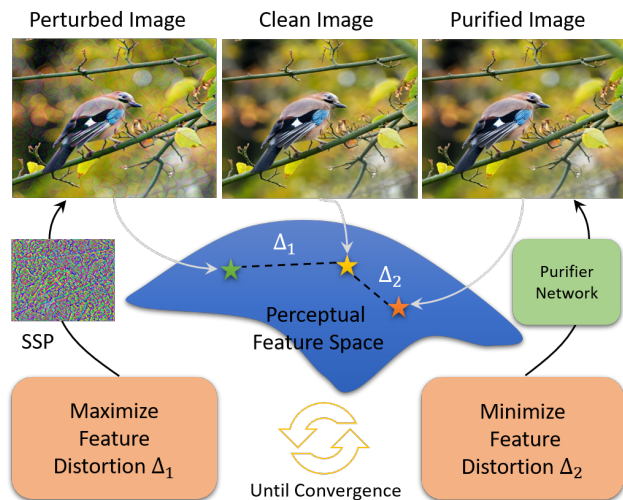 Perturbed Image
Clean Image
Purified Image
Δ₁
Δ₂
Perceptual
Feature Space
SSP
Purifier
Network
Maximize
Feature
Distortion Δ₁
Minimize
Feature
Distortion Δ₂
Until Convergence